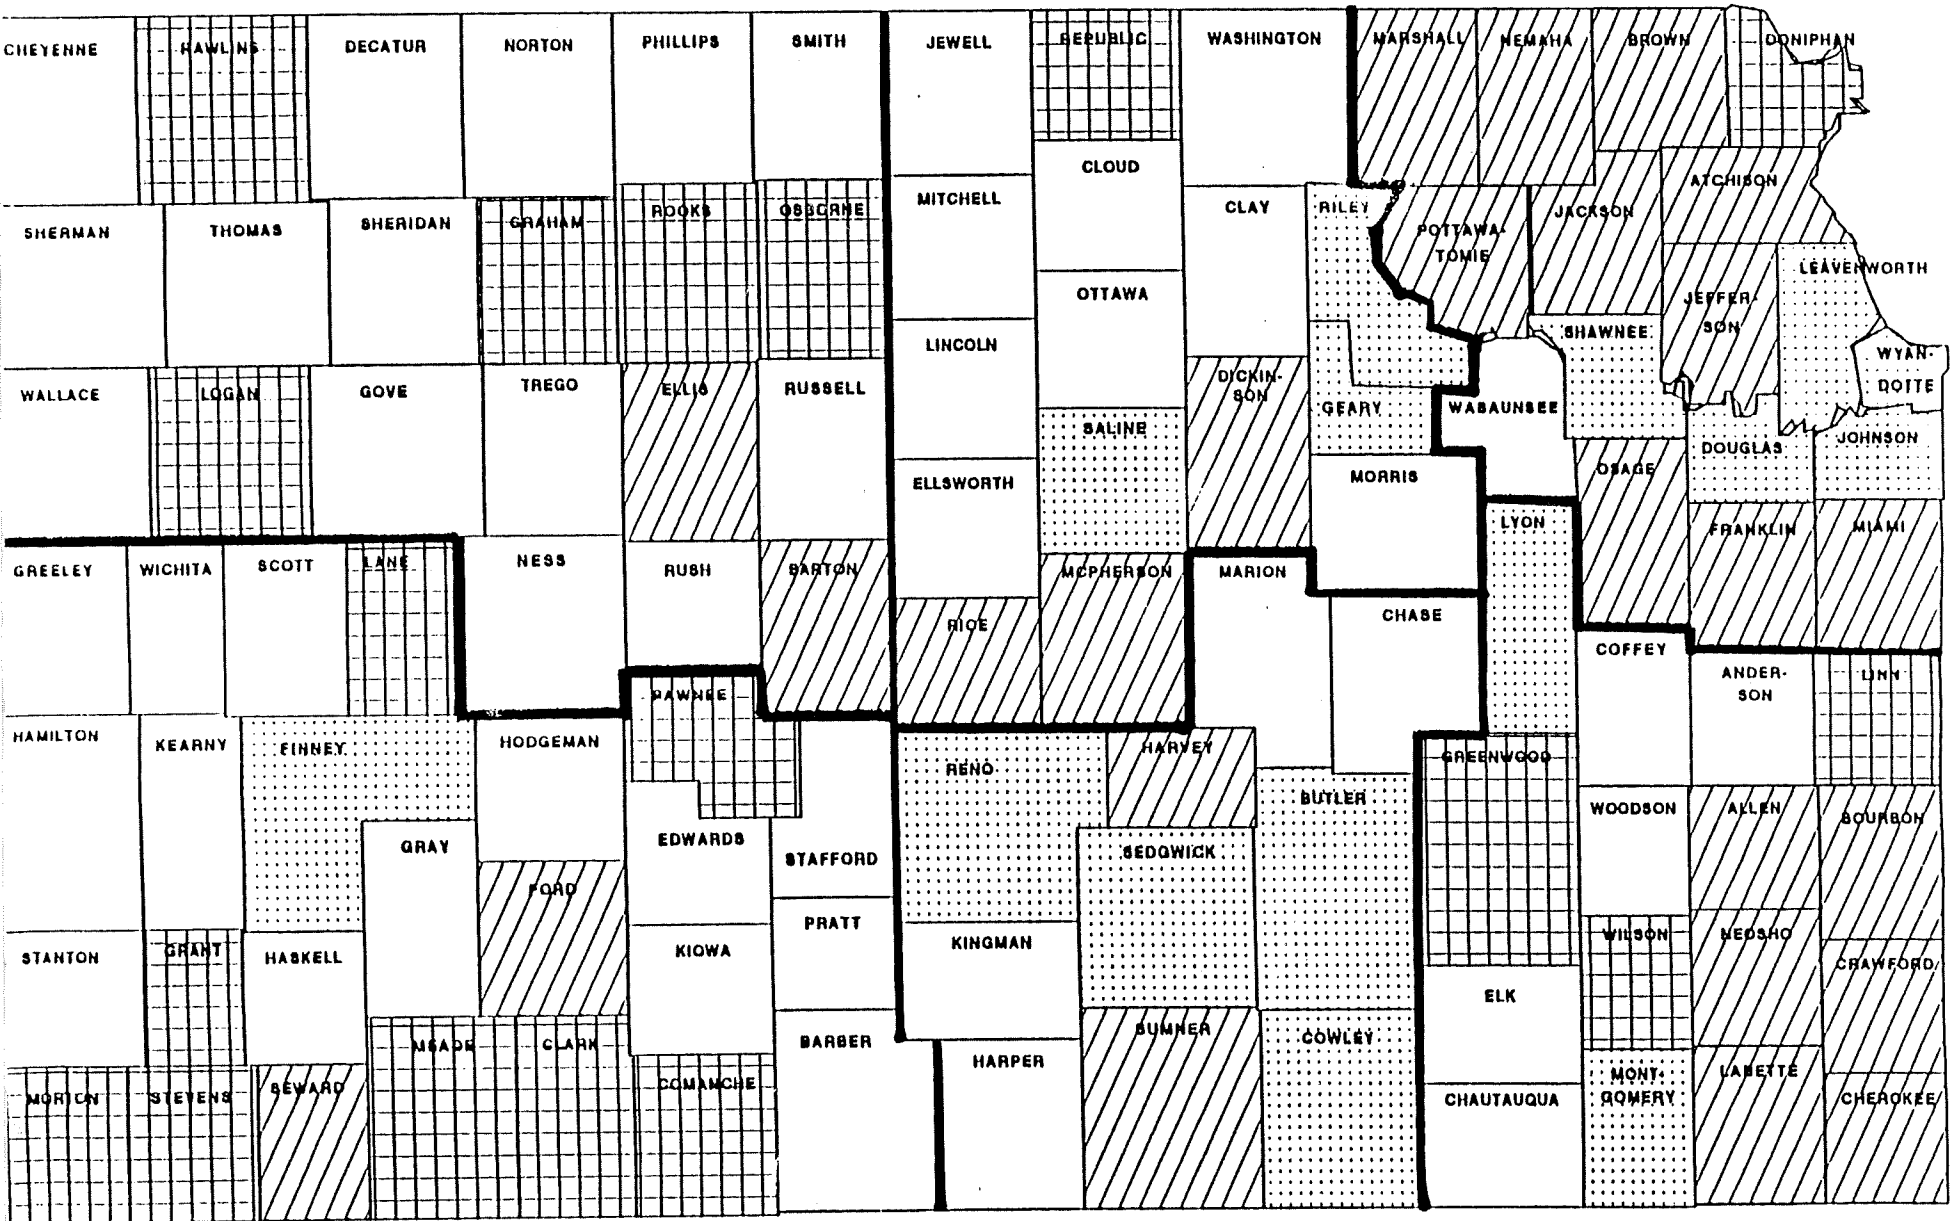 CHEYENNE
RAWLINS
DECATUR
NORTON
PHILLIPS
SMITH
JEWELL
REPUBLIC
WASHINGTON
MARSHALL
NEMAHA
BROWN
DONIPHAN
CLOUD
SHERMAN
THOMAS
SHERIDAN
GRAHAM
ROOKS
OSBORNE
MITCHELL
CLAY
RILEY
POTTAWA-
TOMIE
JACKSON
ATCHISON
OTTAWA
JEFFER-
SON
LEAVENWORTH
LINCOLN
SHAWNEE
WYAN-
DOTTE
WALLACE
LOGAN
GOVE
TREGO
ELLIS
RUSSELL
SALINE
DICKIN-
SON
GEARY
WABAUNSEE
DOUGLAS
JOHNSON
ELLSWORTH
MORRIS
OSAGE
LYON
FRANKLIN
MIAMI
GREELEY
WICHITA
SCOTT
LANE
NESS
RUSH
BARTON
MCPHERSON
MARION
RICE
CHASE
COFFEY
ANDER-
SON
LINN
PAWNEE
HAMILTON
KEARNY
FINNEY
HODGEMAN
RENO
HARVEY
GREENWOOD
BUTLER
WOODSON
ALLEN
BOURBON
GRAY
EDWARDS
STAFFORD
SEDGWICK
FORD
PRATT
STANTON
GRANT
HASKELL
KIOWA
KINGMAN
WILSON
NEOSHO
CRAWFORD
ELK
MEADE
CLARK
BARBER
HARPER
SUMNER
COWLEY
MORTON
STEVENS
SEWARD
COMANCHE
CHAUTAUQUA
MONT-
GOMERY
LABETTE
CHEROKEE